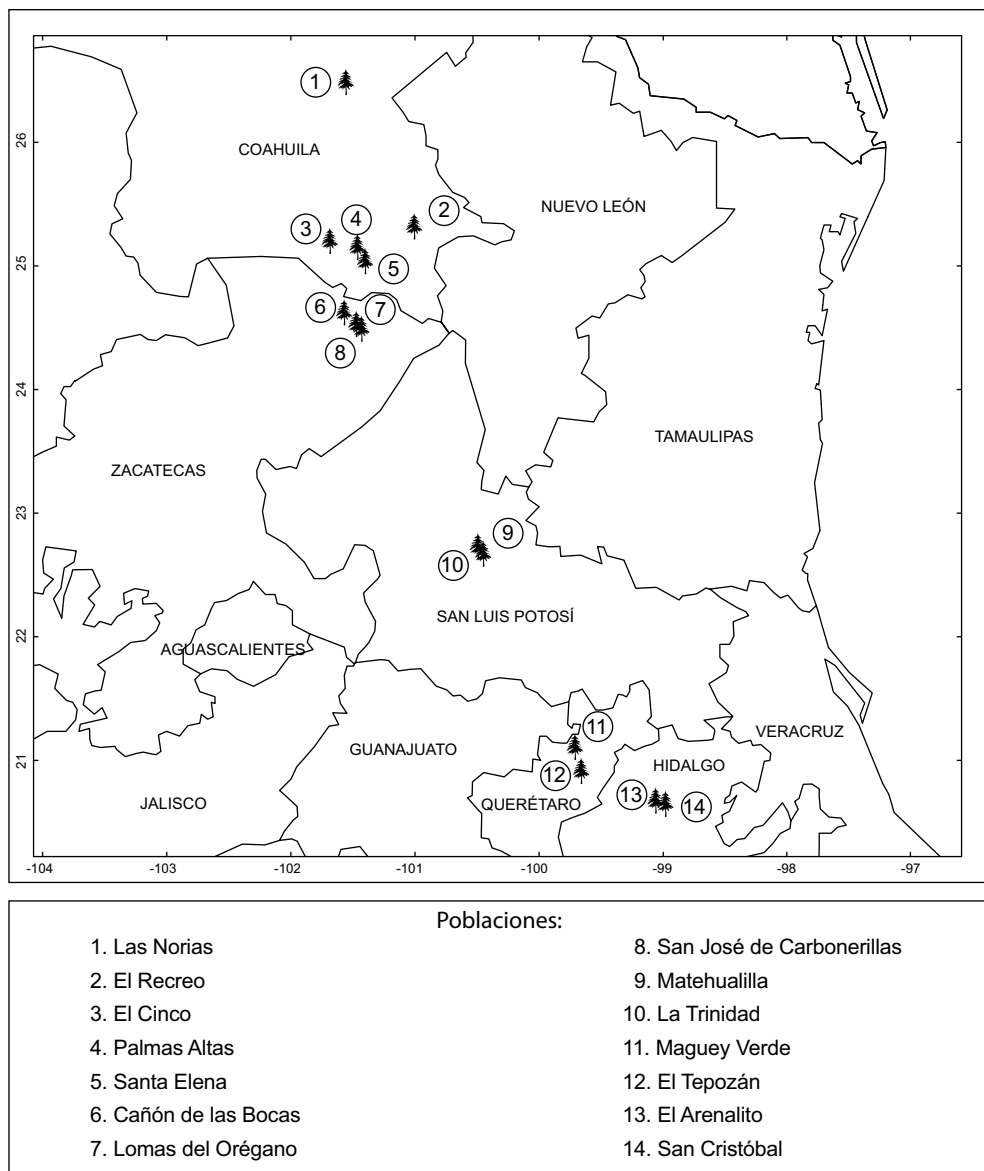 1
26
COAHUILA
2
NUEVO LEÓN
3
4
25
5
6
7
8
24
TAMAULIPAS
ZACATECAS
23
9
10
SAN LUIS POTOSÍ
22
AGUASCALIENTES
11
VERACRUZ
GUANAJUATO
21
12
HIDALGO
QUERÉTARO
13
14
JALISCO
-104 -103 -102 -101 -100 -99 -98 -97
Poblaciones:
1. Las Norias
2. El Recreo
3. El Cinco
4. Palmas Altas
5. Santa Elena
6. Cañón de las Bocas
7. Lomas del Orégano
8. San José de Carbonerillas
9. Matehualilla
10. La Trinidad
11. Maguey Verde
12. El Tepozán
13. El Arenalito
14. San Cristóbal